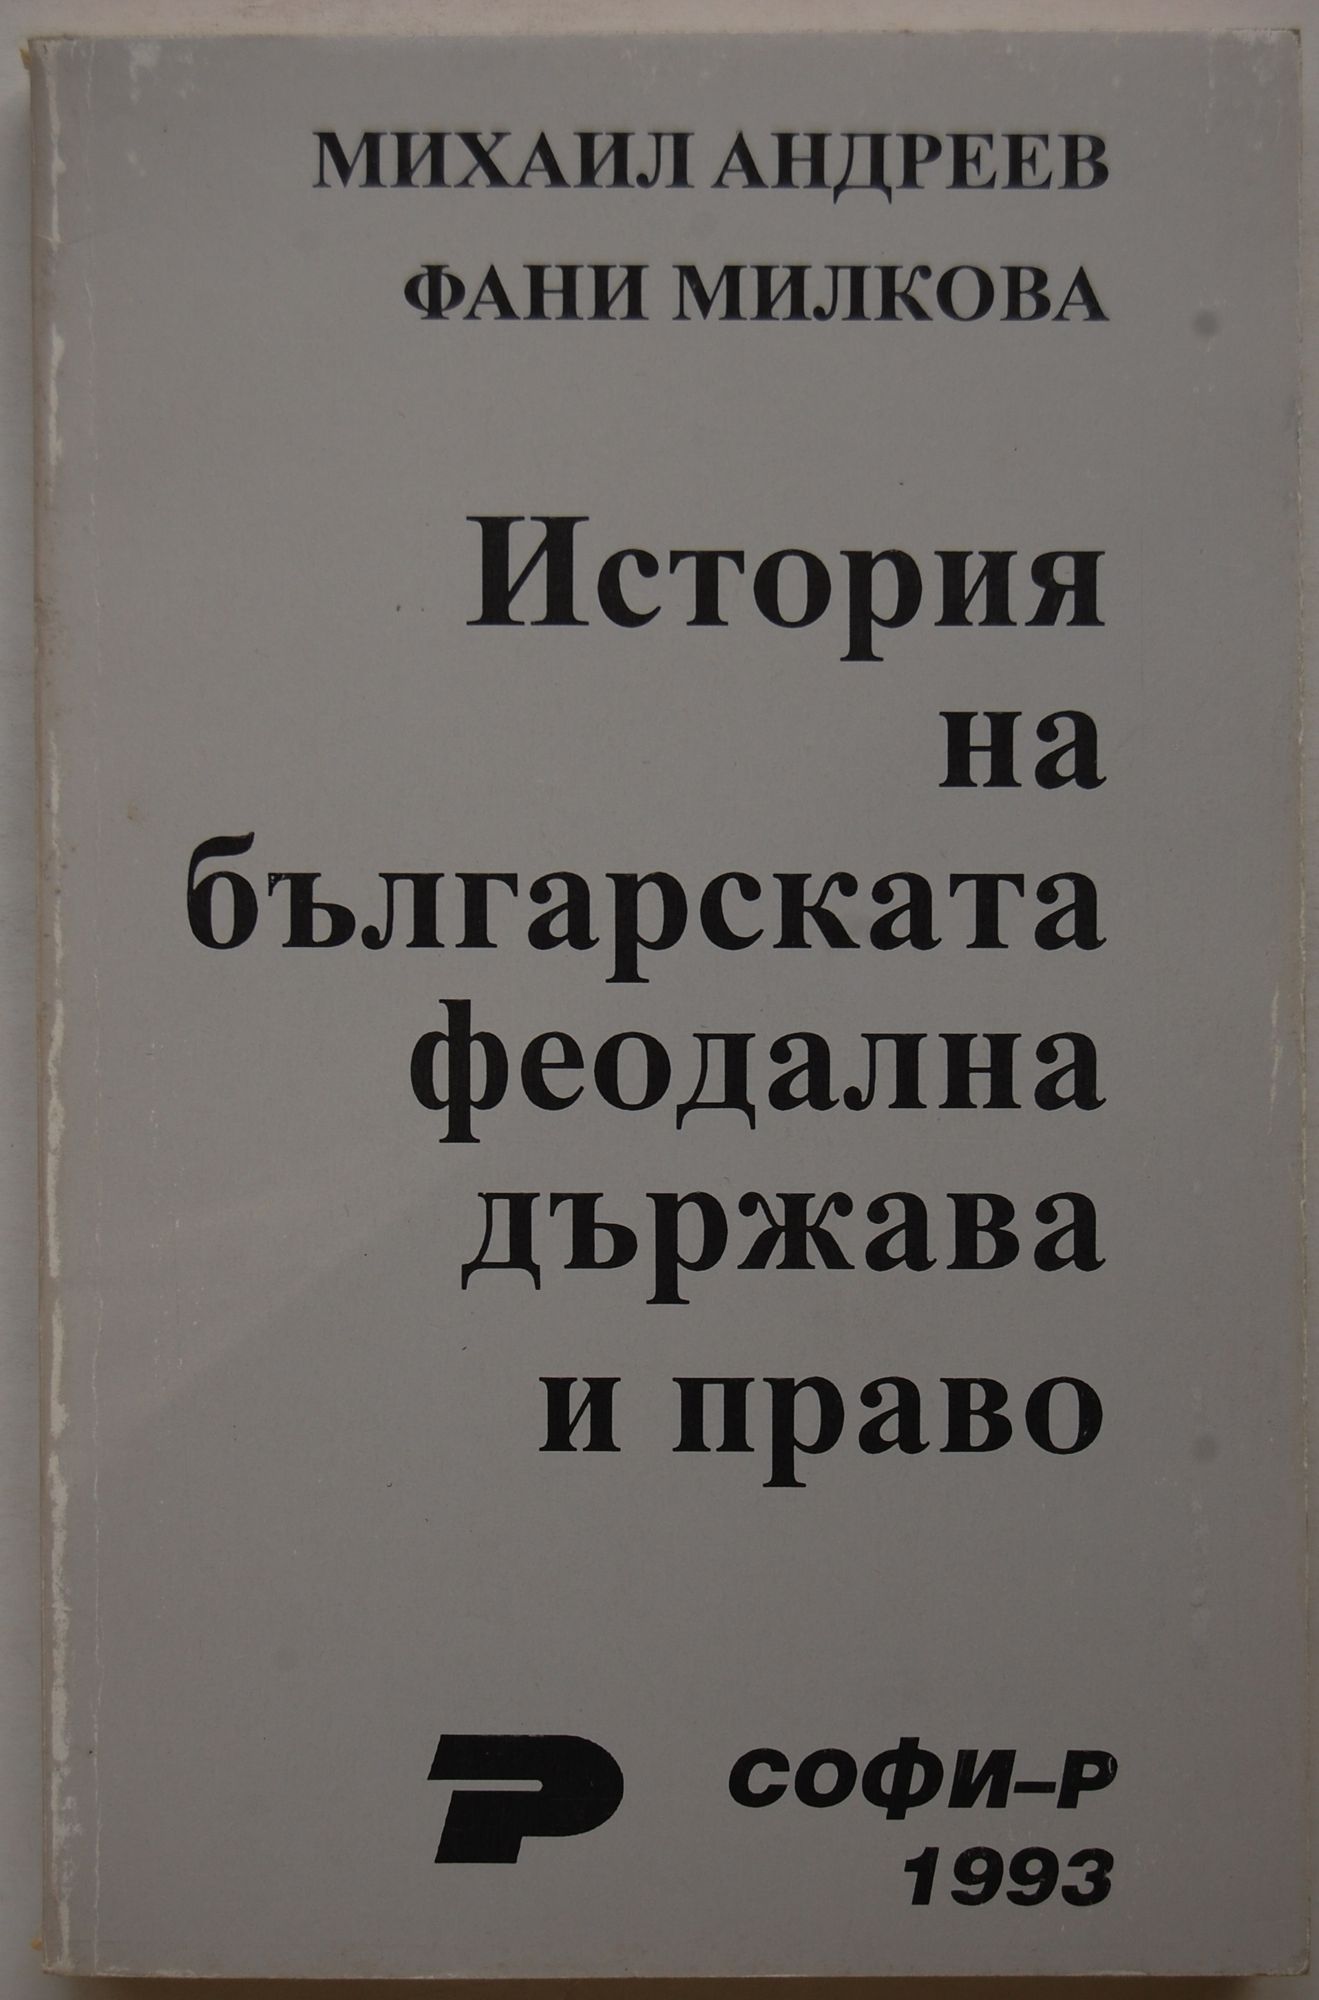 МИХАИЛ АНДРЕЕВ
ФАНИ МИЛКОВА
История
на
българската
феодална
държава
и право
Р СОФИ–Р
1993